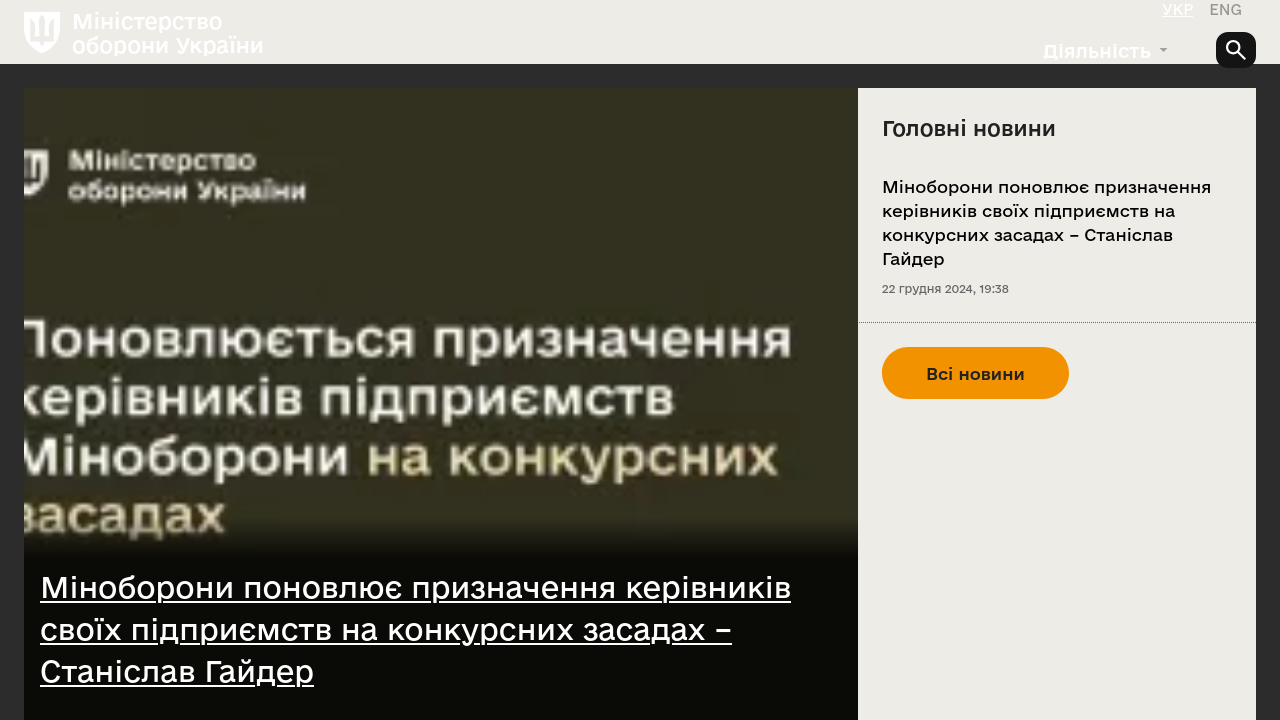 Міністерство
оборони України
УКР ENG
Діяльність
Міністерство
оборони України
Поновлюється призначення
керівників підприємств
Міноборони на конкурсних
засадах
Міноборони поновлює призначення керівників
своїх підприємств на конкурсних засадах –
Станіслав Гайдер
Головні новини
Міноборони поновлює призначення
керівників своїх підприємств на
конкурсних засадах – Станіслав
Гайдер
22 грудня 2024, 19:38
Всі новини